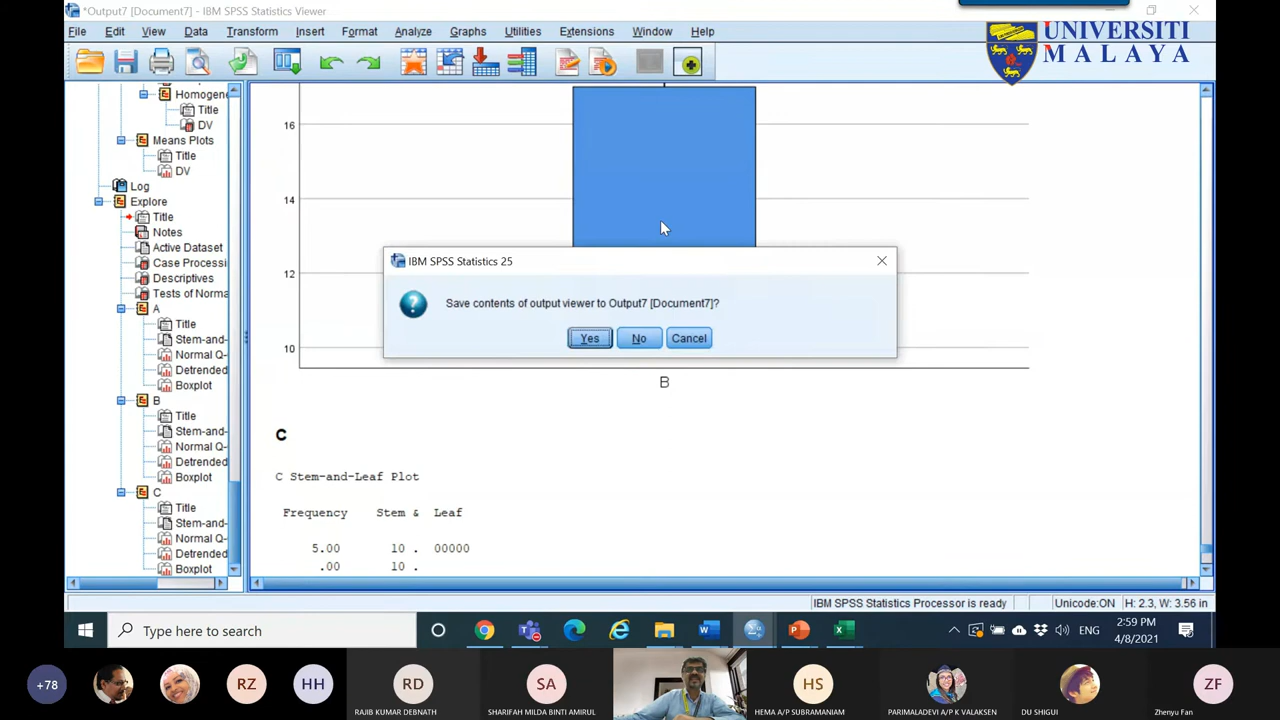 *Output7 [Document7] - IBM SPSS Statistics Viewer
UNIVERSITI
MALAYA
File Edit View Data Transform Insert Format Analyze Graphs Utilities Extensions Window Help
Homogene
Title
DV
Means Plots
Title
DV
Log
Explore
Title
Notes
Active Dataset
Case Processi
Descriptives
Tests of Norma
A
Title
Stem-and-
Normal Q-
Detrended
Boxplot
B
Title
Stem-and-
Normal Q-
Detrended
Boxplot
C
Title
Stem-and-
Normal Q-
Detrended
Boxplot
16
14
12
10
B
IBM SPSS Statistics 25
Save contents of output viewer to Output7 [Document7]?
Yes No Cancel
C
C Stem-and-Leaf Plot
Frequency Stem & Leaf
5.00 10 . 00000
.00 10 .
IBM SPSS Statistics Processor is ready Unicode:ON H: 2.3, W: 3.56 in
Type here to search
ENG
2:59 PM
4/8/2021
+78
RZ
HH
RD
RAJIB KUMAR DEBNATH
SA
SHARIFAH MILDA BINTI AMIRUL
HS
HEMA A/P SUBRAMANIAM
PARIMALADEVI A/P K VALAKSEN
DU SHIGUI
ZF
Zhenyu Fan